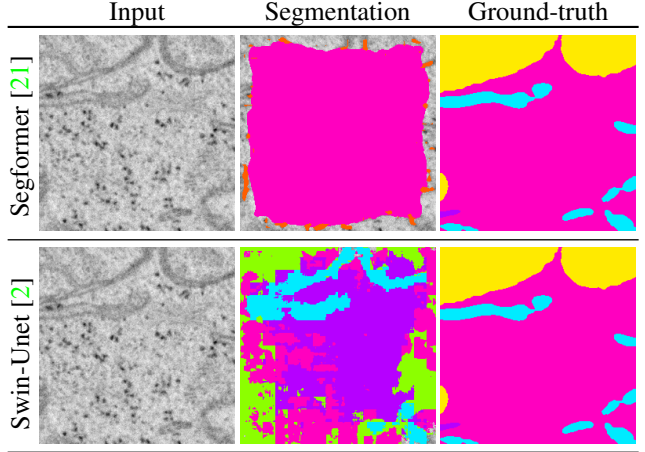 Input Segmentation Ground-truth
Segformer [21]
Swin-Unet [2]